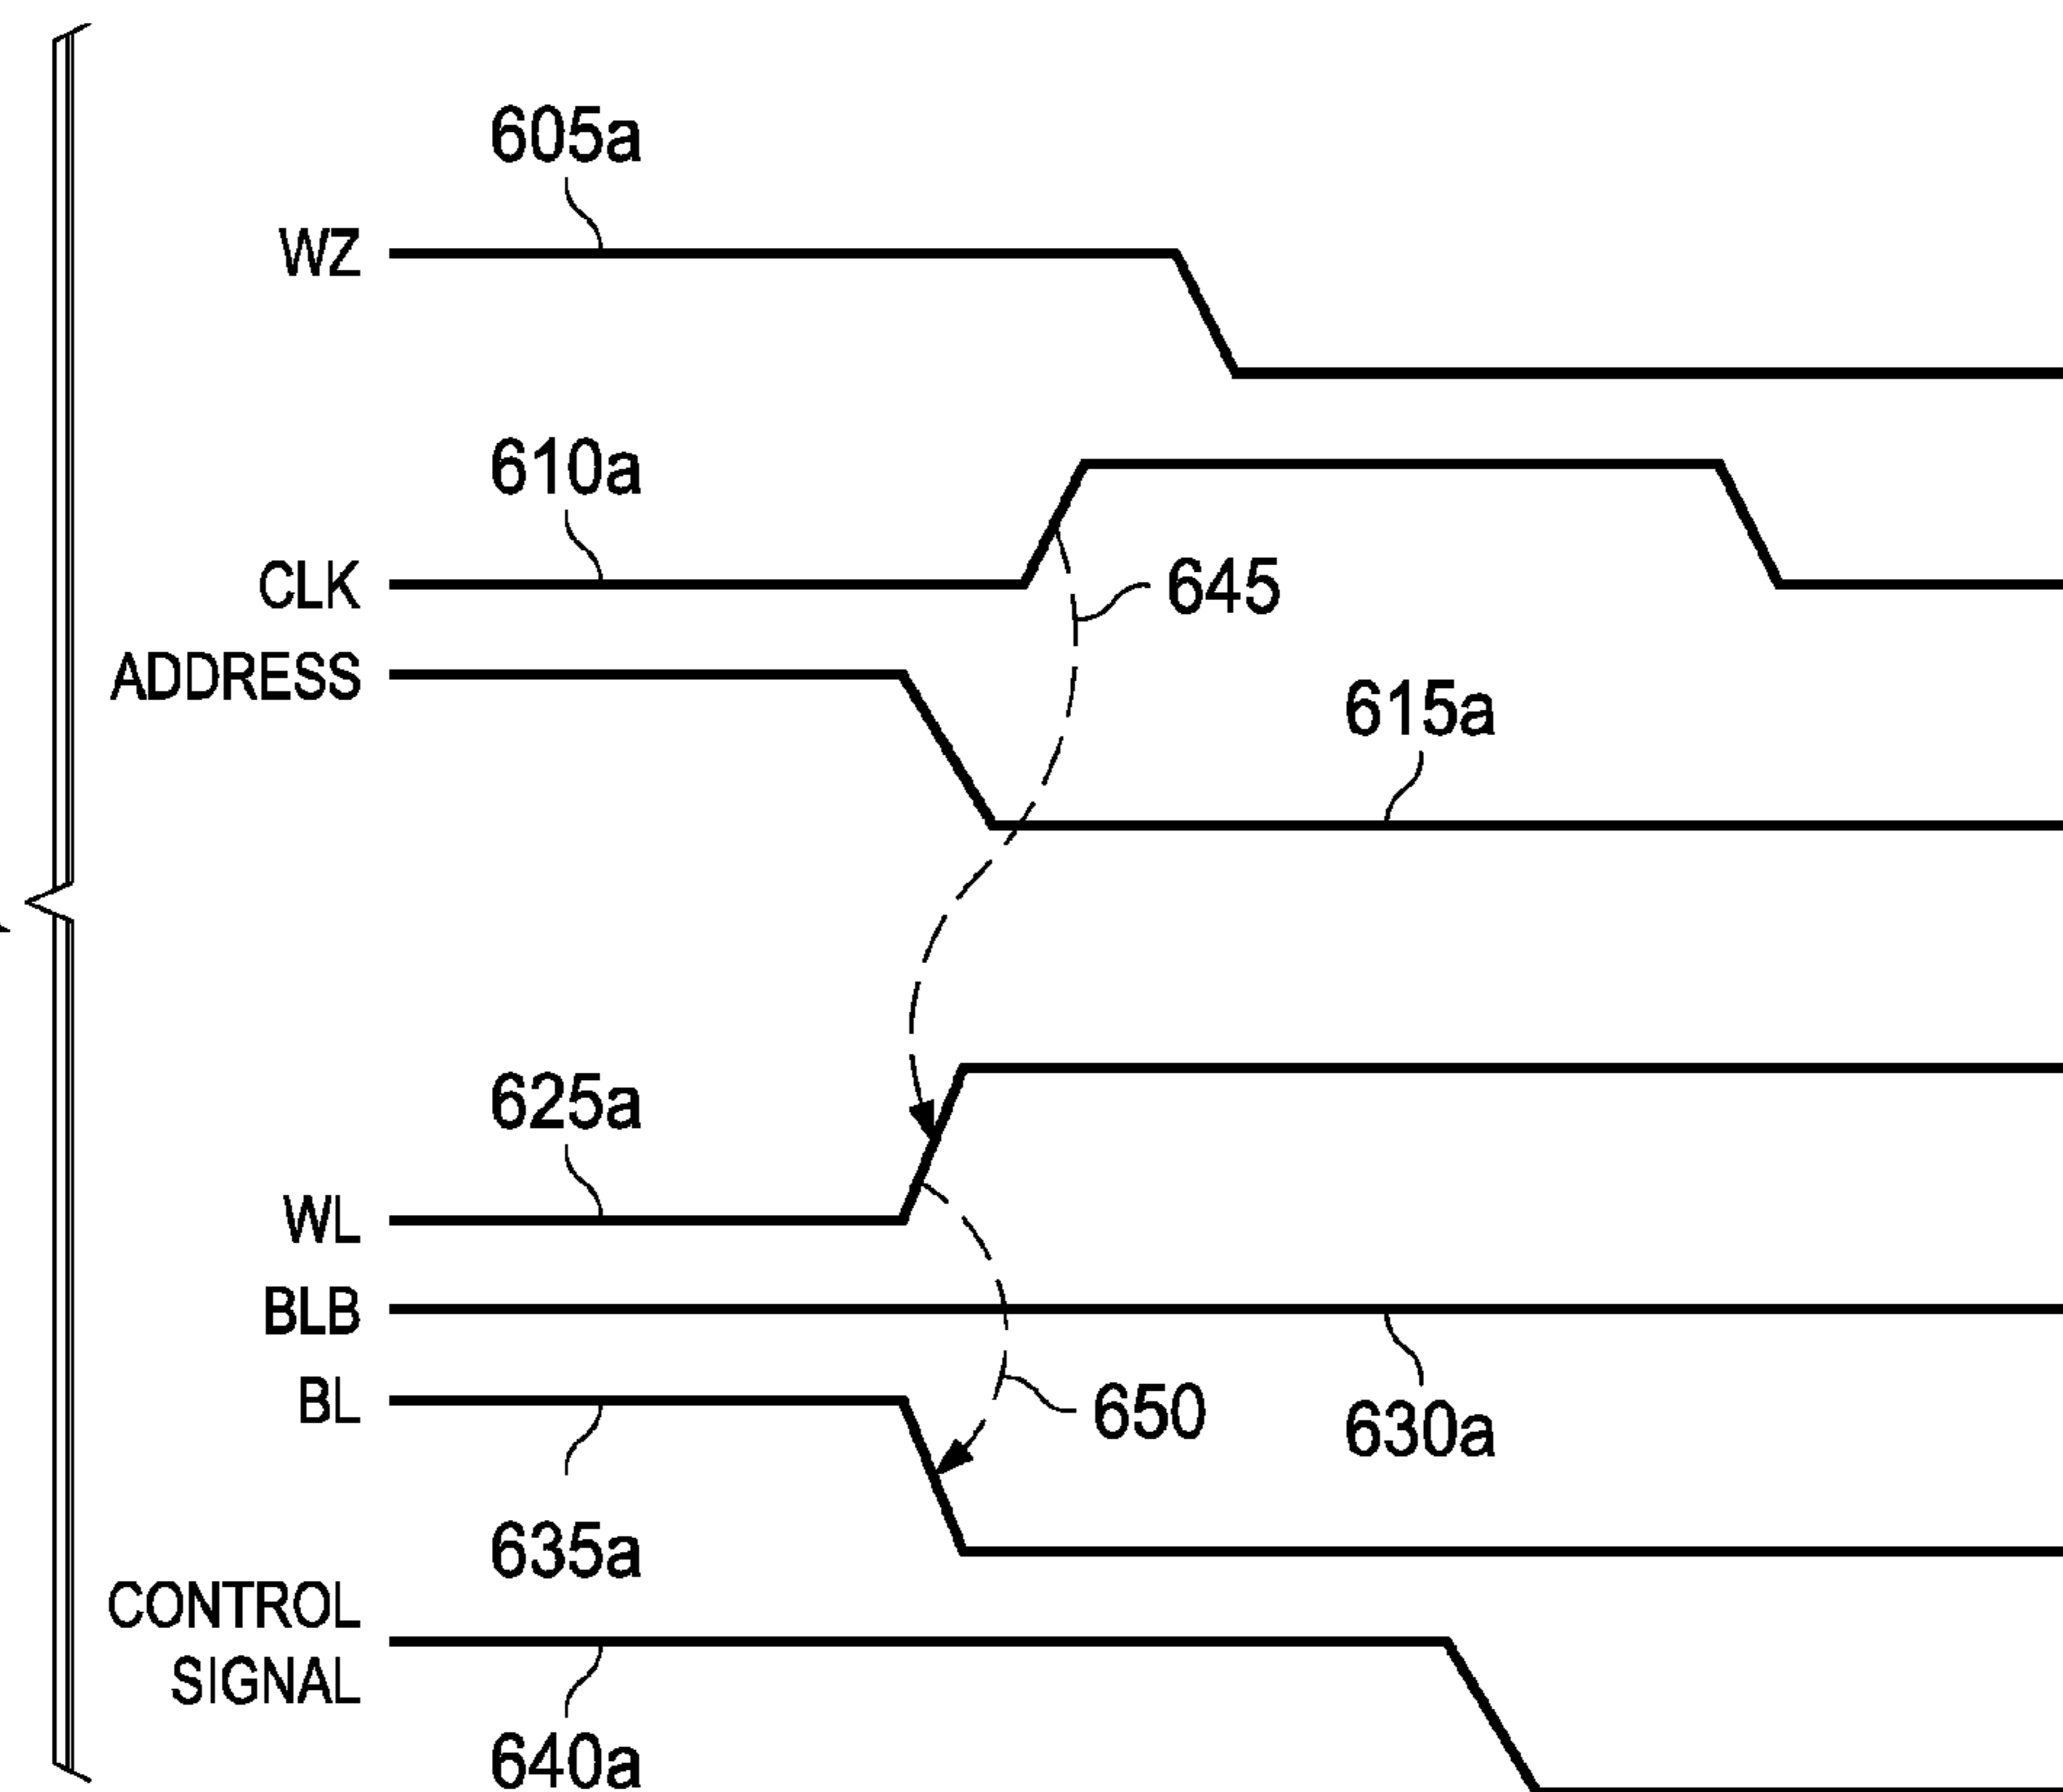 605a
WZ
610a
CLK
645
ADDRESS
615a
625a
WL
BLB
BL
650
630a
635a
CONTROL
SIGNAL
640a